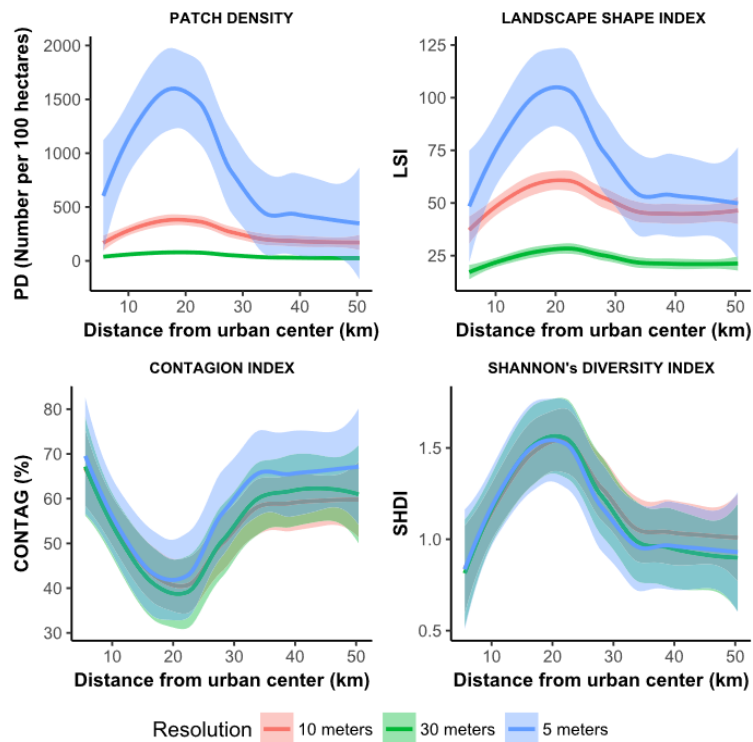 PATCH DENSITY
PD (Number per 100 hectares)
2000
1500
1000
500
0
10 20 30 40 50
Distance from urban center (km)
LANDSCAPE SHAPE INDEX
LSI
125
100
75
50
25
10 20 30 40 50
Distance from urban center (km)
CONTAGION INDEX
CONTAG (%)
80
70
60
50
40
30
10 20 30 40 50
Distance from urban center (km)
SHANNON's DIVERSITY INDEX
SHDI
1.5
1.0
0.5
10 20 30 40 50
Distance from urban center (km)
Resolution 10 meters 30 meters 5 meters